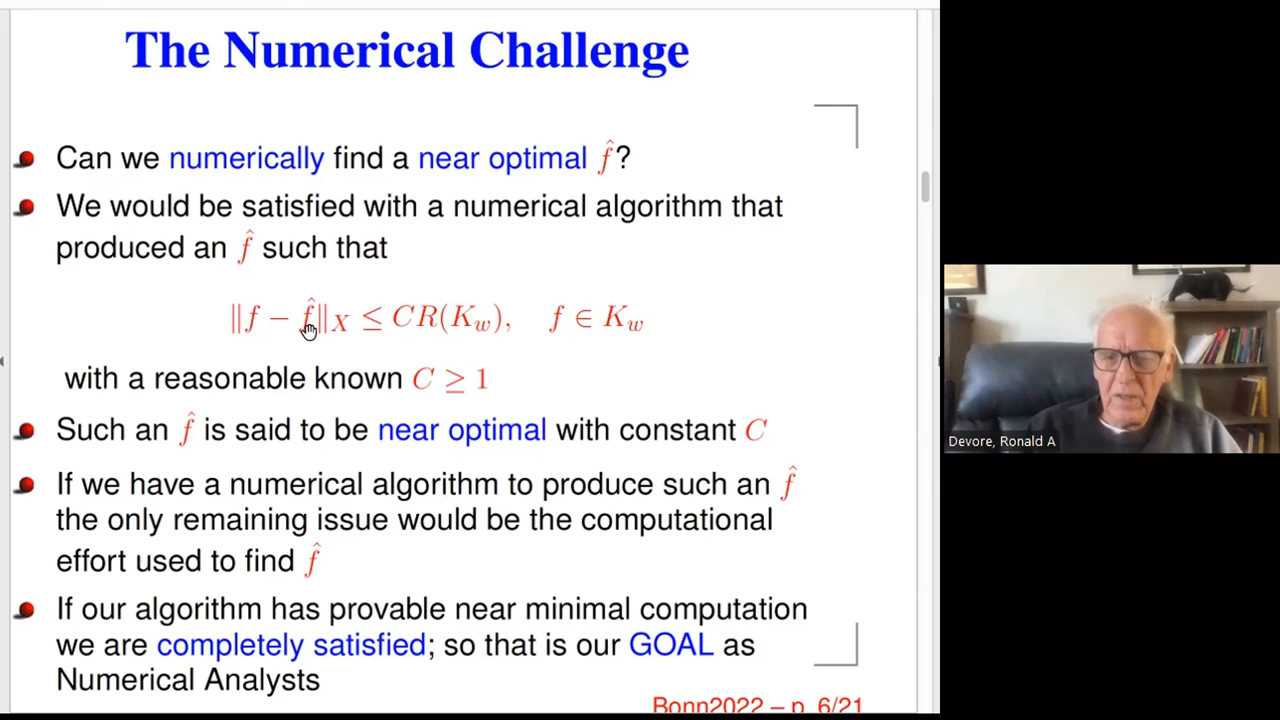 The Numerical Challenge
Can we numerically find a near optimal f̂?
We would be satisfied with a numerical algorithm that
produced an f̂ such that
‖f − f̂‖_X ≤ CR(K_w),  f ∈ K_w
with a reasonable known C ≥ 1
Such an f̂ is said to be near optimal with constant C
If we have a numerical algorithm to produce such an f̂
the only remaining issue would be the computational
effort used to find f̂
If our algorithm has provable near minimal computation
we are completely satisfied; so that is our GOAL as
Numerical Analysts
Bonn2022 – p. 6/21
Devore, Ronald A